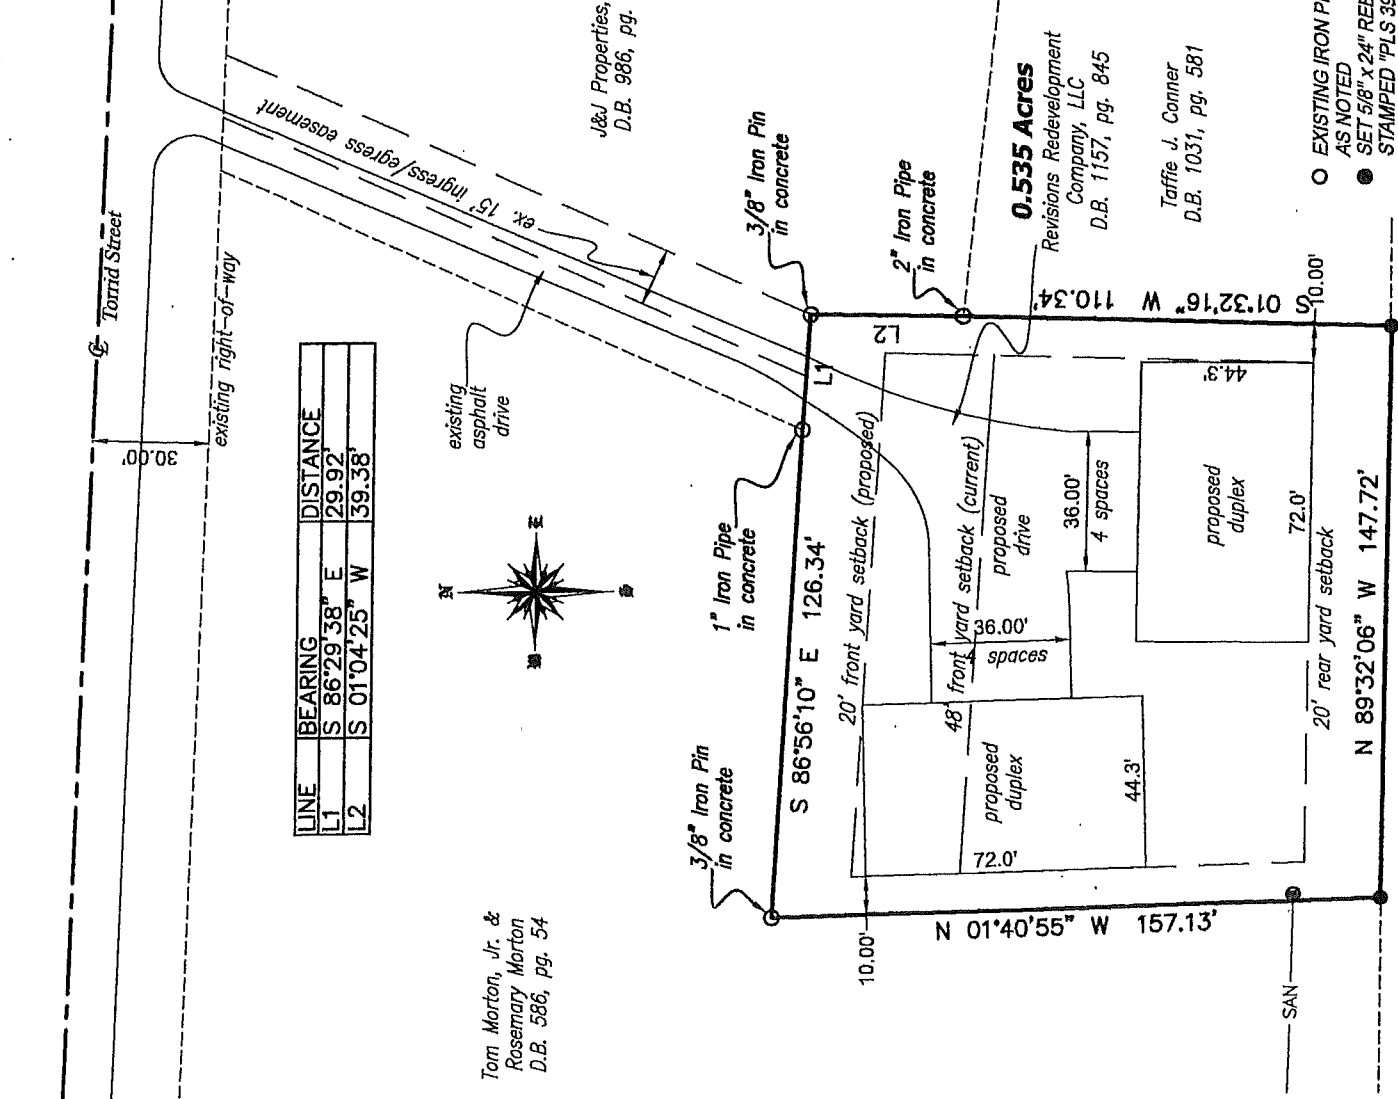 ℄ Torrid Street
30.00'
existing right-of-way
ex. 15' ingress/egress easement
J&J Properties,
D.B. 986, pg.
LINE BEARING DISTANCE
L1 S 86°29'38" E 29.92'
L2 S 01°04'25" W 39.38'
existing
asphalt
drive
N
E
S
W
Tom Morton, Jr. &
Rosemary Morton
D.B. 586, pg. 54
3/8" Iron Pin
in concrete
1" Iron Pipe
in concrete
3/8" Iron Pin
in concrete
2" Iron Pipe
in concrete
0.535 Acres
Revisions Redevelopment
Company, LLC
D.B. 1157, pg. 845
Taffie J. Conner
D.B. 1031, pg. 581
EXISTING IRON
AS NOTED
SET 5/8" x 24"
STAMPED "PLS
S 86°56'10" E 126.34'
L1
L2
S 01°32'16" W 110.34'
10.00'
20' front yard setback (proposed)
48' front yard setback (current)
proposed
drive
36.00'
4 spaces
36.00'
4 spaces
proposed
duplex
72.0'
44.3'
proposed
duplex
72.0'
44.3'
20' rear yard setback
N 89°32'06" W 147.72'
N 01°40'55" W 157.13'
10.00'
SAN